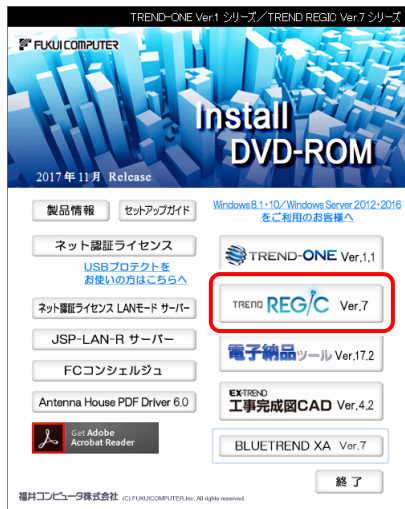 TREND-ONE Ver.1 シリーズ／TREND REGIC Ver.7 シリーズ
FUKUI COMPUTER
Install
DVD-ROM
2017年11月 Release
製品情報
セットアップガイド
Windows8.1・10／Windows Server 2012・2016
をご利用のお客様へ
ネット認証ライセンス
USBプロテクトを
お使いの方はこちらへ
ネット認証ライセンス LANモード サーバー
JSP-LAN-R サーバー
FCコンシェルジュ
Antenna House PDF Driver 6.0
Get Adobe
Acrobat Reader
TREND-ONE Ver.1.1
TREND REGIC Ver.7
電子納品ツール Ver.17.2
EX-TREND
工事完成図CAD Ver.4.2
BLUETREND XA Ver.7
終了
福井コンピュータ株式会社 (C) FUKUICOMPUTER,Inc. All rights reserved.